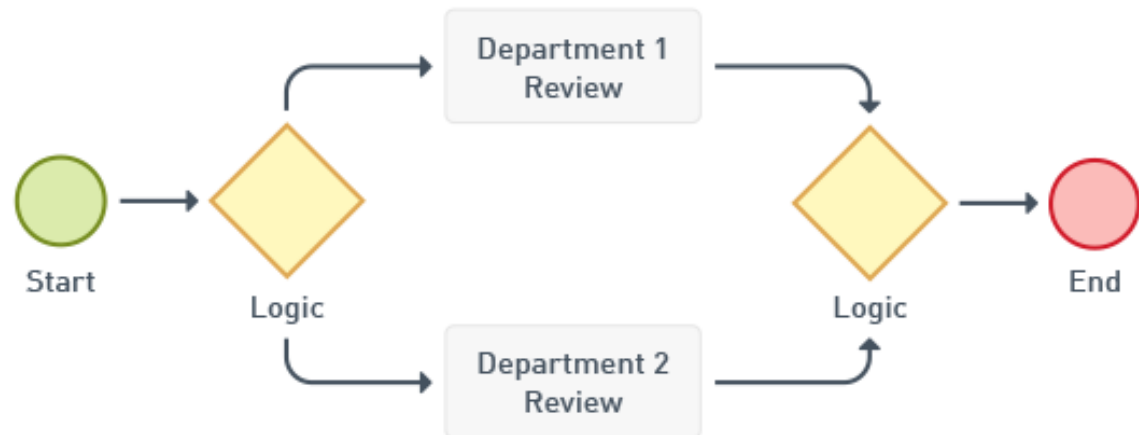 Department 1
Review
Start
Logic
Logic
End
Department 2
Review